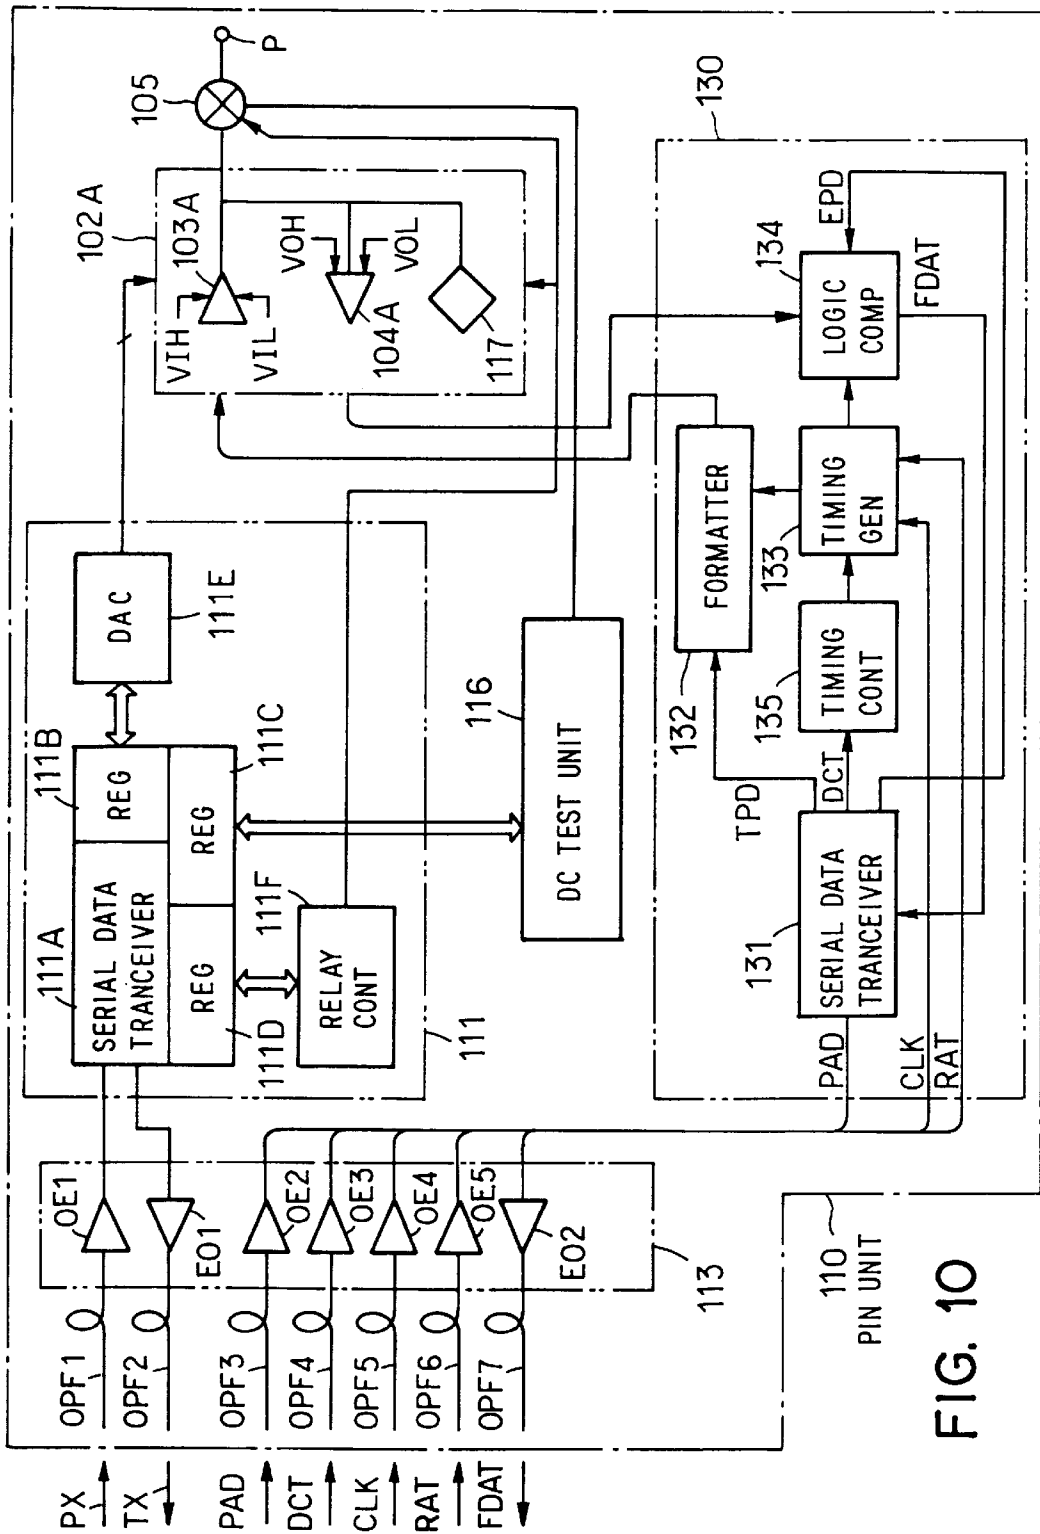 PX
TX
PAD
DCT
CLK
RAT
FDAT
OPF1
OPF2
OPF3
OPF4
OPF5
OPF6
OPF7
OE1
EO1
OE2
OE3
OE4
OE5
EO2
113
110
PIN UNIT
111A
SERIAL DATA
TRANCEIVER
111B
REG
REG
111C
REG
111D
111F
RELAY
CONT
111
DAC
111E
116
DC TEST UNIT
102A
103A
VIH
VIL
VOH
VOL
104A
117
105
P
130
PAD
CLK
RAT
131
SERIAL DATA
TRANCEIVER
TPD
DCT
132
FORMATTER
135
TIMING
CONT
133
TIMING
GEN
134
LOGIC
COMP
EPD
FDAT
FIG. 10